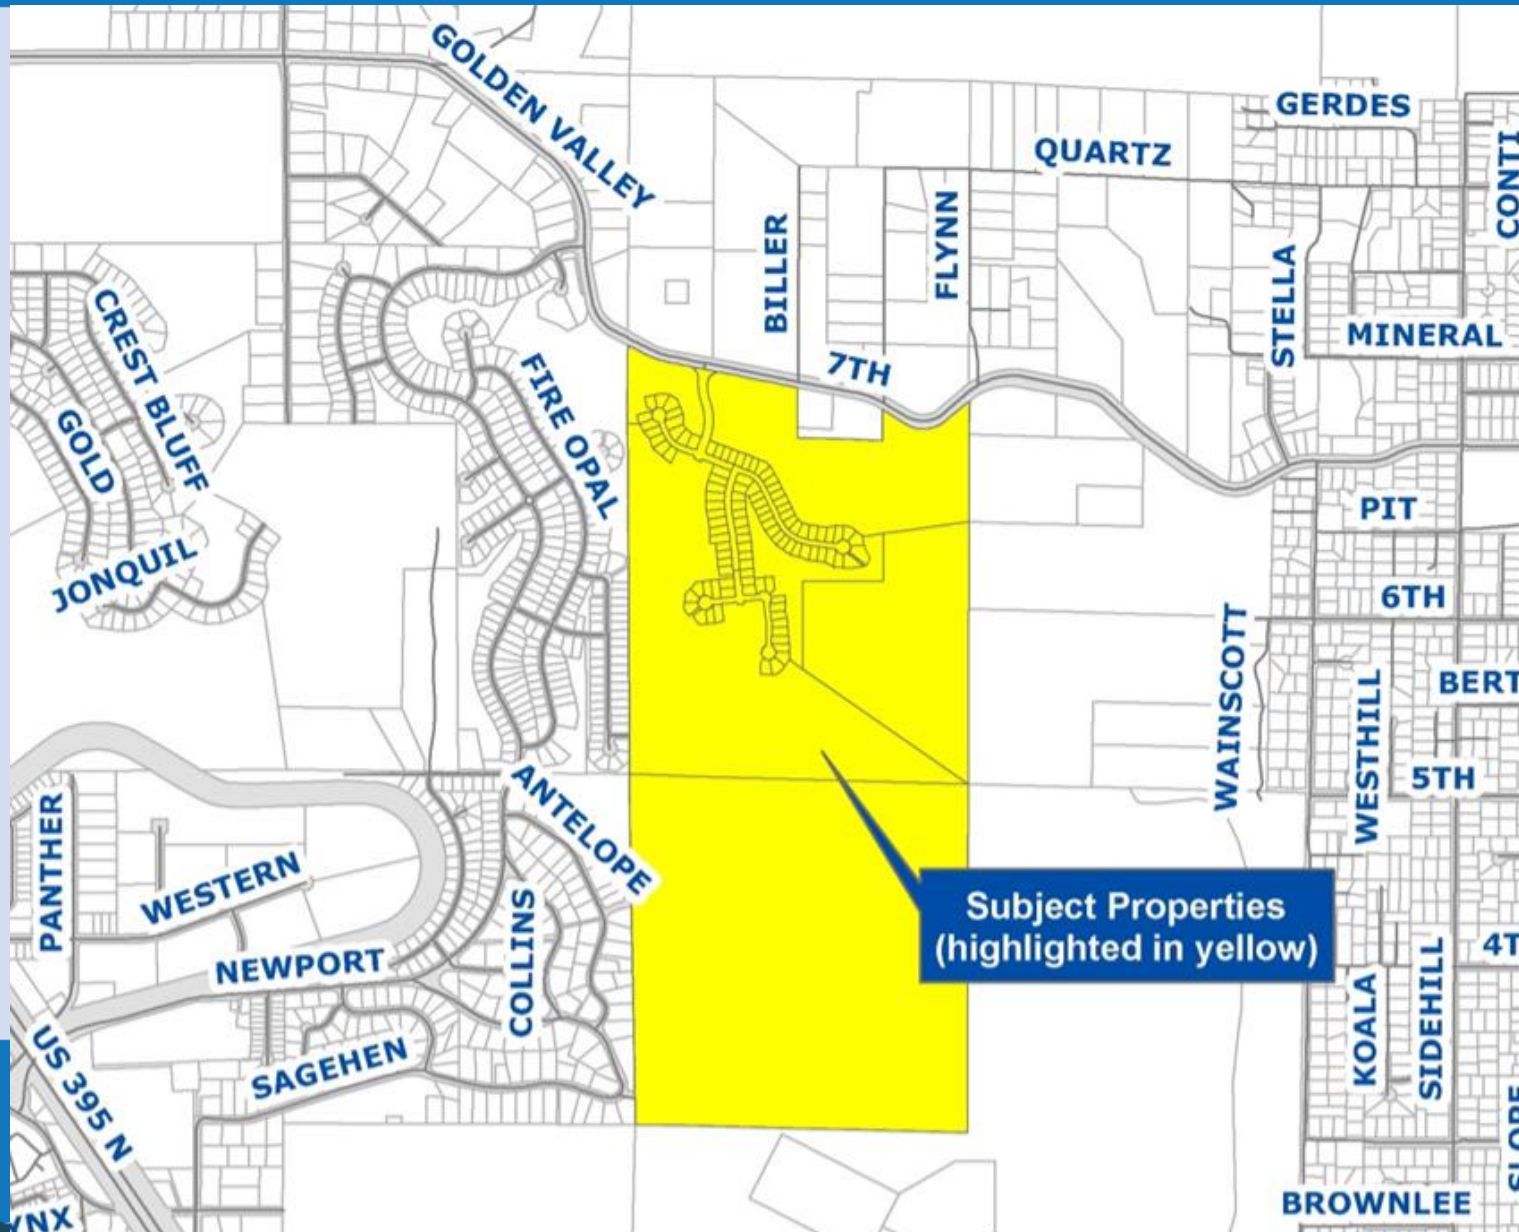 GOLDEN VALLEY
GERDES
QUARTZ
CONTI
BILLER
FLYNN
STELLA
MINERAL
7TH
CREST BLUFF
FIRE OPAL
GOLD
PIT
JONQUIL
6TH
WAINSCOTT
BERT
WESTHILL
5TH
ANTELOPE
PANTHER
WESTERN
COLLINS
Subject Properties
(highlighted in yellow)
NEWPORT
4T
KOALA
SIDEHILL
US 395 N
SAGEHEN
SLOPE
BROWNLEE
YNX